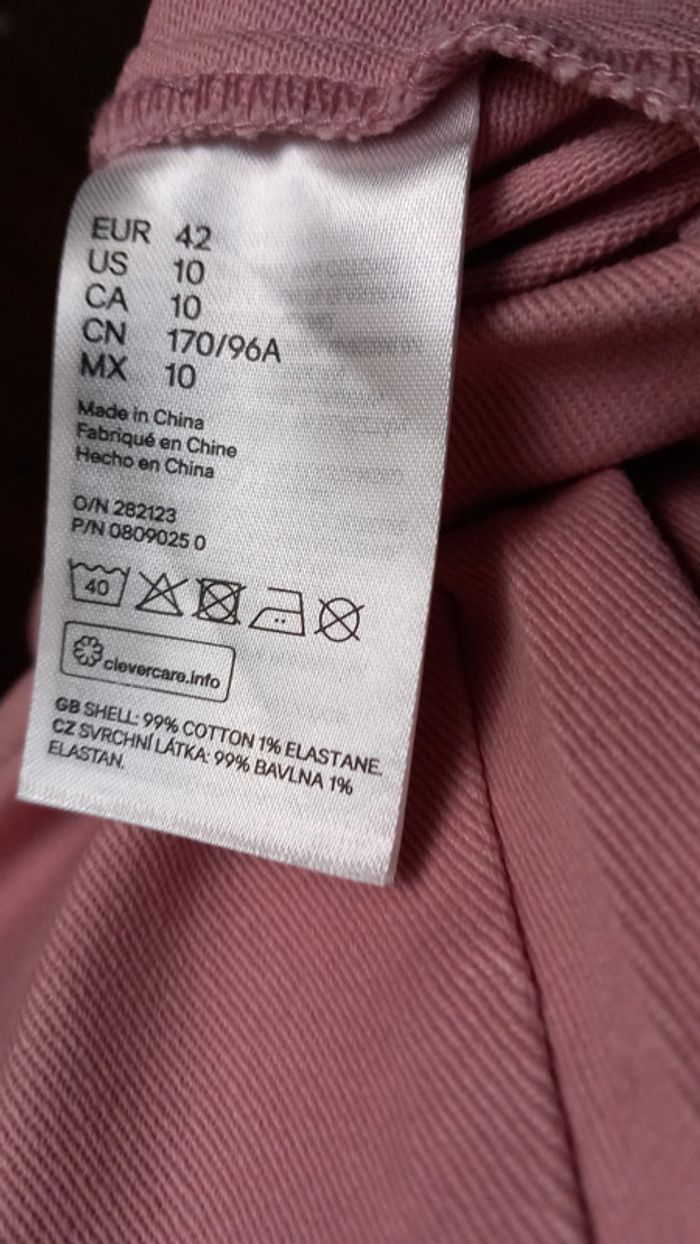 EUR 42
US 10
CA 10
CN 170/96A
MX 10
Made in China
Fabriqué en Chine
Hecho en China
O/N 282123
P/N 0809025 0
40
clevercare.info
GB SHELL: 99% COTTON 1% ELASTANE.
CZ SVRCHNÍ LÁTKA: 99% BAVLNA 1%
ELASTAN.